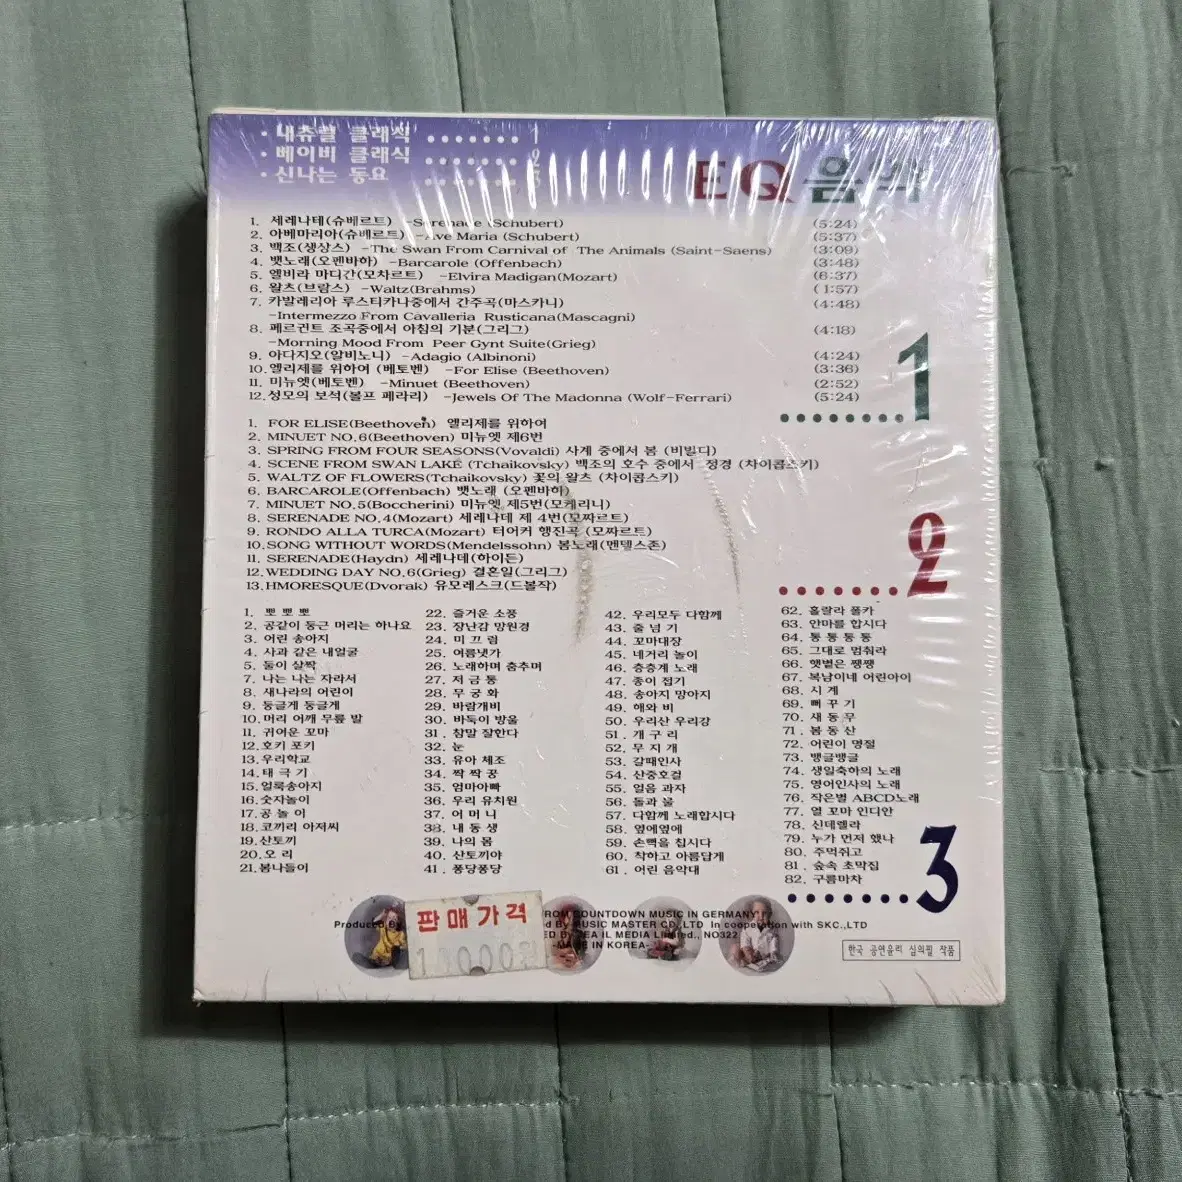 · 내츄럴 클래식 ........ 1
· 베이비 클래식 ........ 2
· 신나는 동요 ........ 3
EQ음악
1. 세레나데(슈베르트) -Serenade (Schubert) (5:24)
2. 아베마리아(슈베르트) -Ave Maria (Schubert) (5:37)
3. 백조(생상스) -The Swan From Carnival of The Animals (Saint-Saens) (3:09)
4. 뱃노래(오펜바하) -Barcarole (Offenbach) (3:48)
5. 엘비라 마디간(모차르트) -Elvira Madigan(Mozart) (6:37)
6. 왈츠(브람스) -Waltz(Brahms) (1:57)
7. 카발레리아 루스티카나중에서 간주곡(마스카니) (4:48)
-Intermezzo From Cavalleria Rusticana(Mascagni)
8. 페르귄트 조곡중에서 아침의 기분(그리그) (4:18)
-Morning Mood From Peer Gynt Suite(Grieg)
9. 아다지오(알비노니) -Adagio (Albinoni) (4:24)
10. 엘리제를 위하여 (베토벤) -For Elise (Beethoven) (3:36)
11. 미뉴엣(베토벤) -Minuet (Beethoven) (2:52)
12. 성모의 보석(볼프 페라리) -Jewels Of The Madonna (Wolf-Ferrari) (5:24)
........1
1. FOR ELISE(Beethoven) 엘리제를 위하여
2. MINUET NO.6(Beethoven) 미뉴엣 제6번
3. SPRING FROM FOUR SEASONS(Vovaldi) 사계 중에서 봄 (비빌디)
4. SCENE FROM SWAN LAKE (Tchaikovsky) 백조의 호수 중에서 정경 (차이콥스키)
5. WALTZ OF FLOWERS(Tchaikovsky) 꽃의 왈츠 (차이콥스키)
6. BARCAROLE(Offenbach) 뱃노래 (오펜바하)
7. MINUET NO.5(Boccherini) 미뉴엣 제5번(모케리니)
8. SERENADE NO.4(Mozart) 세레나데 제 4번(모짜르트)
9. RONDO ALLA TURCA(Mozart) 터어커 행진곡 (모짜르트)
10. SONG WITHOUT WORDS(Mendelssohn) 봄노래(멘델스존)
11. SERENADE(Haydn) 세레나데(하이든)
12. WEDDING DAY NO.6(Grieg) 결혼일(그리그)
13. HMORESQUE(Dvorak) 유모레스크(드볼작)
........2
1. 뽀 뽀 뽀
2. 공같이 둥근 머리는 하나요
3. 어린 송아지
4. 사과 같은 내얼굴
5. 둘이 살짝
7. 나는 나는 자라서
8. 새나라의 어린이
9. 둥글게 둥글게
10. 머리 어깨 무릎 발
11. 귀여운 꼬마
12. 호키 포키
13. 우리학교
14. 태 극 기
15. 얼룩송아지
16. 숫자놀이
17. 공 놀 이
18. 코끼리 아저씨
19. 산토끼
20. 오 리
21. 봄나들이
22. 즐거운 소풍
23. 장난감 망원경
24. 미 끄 럼
25. 여름냇가
26. 노래하며 춤추며
27. 저 금 통
28. 무 궁 화
29. 바람개비
30. 바둑이 방울
31. 참말 잘한다
32. 눈
33. 유아 체조
34. 짝 짝 꿍
35. 엄마아빠
36. 우리 유치원
37. 어 머 니
38. 내 동 생
39. 나의 봄
40. 산토끼야
41. 퐁당퐁당
42. 우리모두 다함께
43. 줄 넘 기
44. 꼬마대장
45. 네거리 놀이
46. 층층계 노래
47. 종이 접기
48. 송아지 망아지
49. 해와 비
50. 우리산 우리강
51. 개 구 리
52. 무 지 개
53. 갈때인사
54. 산중호걸
55. 얼음 과자
56. 돌과 물
57. 다함께 노래합시다
58. 옆에옆에
59. 손뼉을 칩시다
60. 착하고 아름답게
61. 어린 음악대
62. 훌랄라 폴카
63. 안마를 합시다
64. 통 통 통 통
65. 그대로 멈춰라
66. 햇볕은 쨍쨍
67. 복남이네 어린아이
68. 시 계
69. 뻐 꾸 기
70. 새 동 무
71. 봄 동 산
72. 어린이 명절
73. 뱅글뱅글
74. 생일축하의 노래
75. 영어인사의 노래
76. 작은별 ABCD노래
77. 열 꼬마 인디안
78. 신데렐라
79. 누가 먼저 했나
80. 주먹쥐고
81. 숲속 초막집
82. 구름마차
........3
판매가격
Produced By ROM COUNTDOWN MUSIC IN GERMANY
By MUSIC MASTER CO., LTD In cooperation with SKC.,LTD
IL MEDIA Limited., NO322
-MADE IN KOREA-
한국 공연윤리 심의필 작품